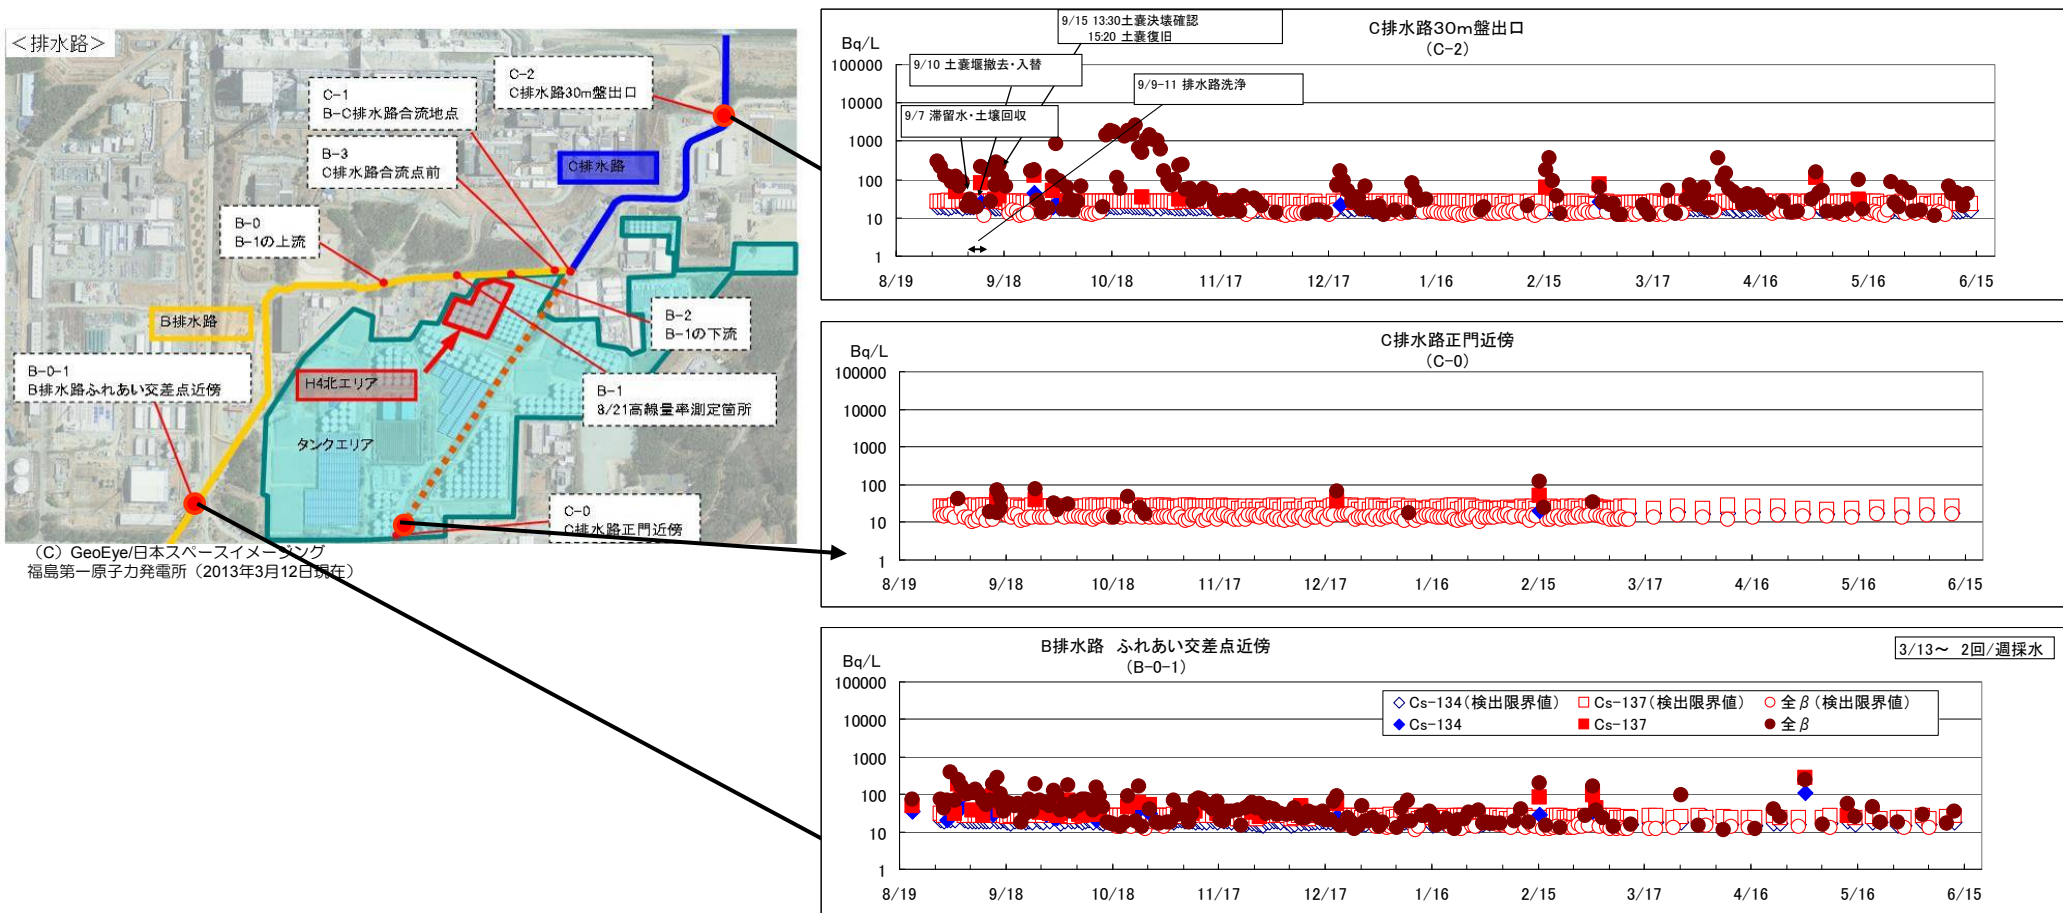 ＜排水路＞
C-2
C排水路30m盤出口
C-1
B-C排水路合流地点
B-3
C排水路合流点前
C排水路
B-0
B-1の上流
B排水路
B-2
B-1の下流
B-0-1
B排水路ふれあい交差点近傍
H4北エリア
B-1
8/21高線量率測定箇所
タンクエリア
C-0
C排水路正門近傍
（C）GeoEye/日本スペースイメージング
福島第一原子力発電所（2013年3月12日現在）
C排水路30m盤出口
（C-2）
Bq/L
9/15 13:30土嚢決壊確認
15:20 土嚢復旧
9/10 土嚢堰撤去・入替
9/9-11 排水路洗浄
9/7 滞留水・土壌回収
100000
10000
1000
100
10
1
8/19 9/18 10/18 11/17 12/17 1/16 2/15 3/17 4/16 5/16 6/15
C排水路正門近傍
（C-0）
Bq/L
100000
10000
1000
100
10
1
8/19 9/18 10/18 11/17 12/17 1/16 2/15 3/17 4/16 5/16 6/15
B排水路 ふれあい交差点近傍
（B-0-1）
3/13～ 2回/週採水
Bq/L
Cs-134（検出限界値） Cs-137（検出限界値） 全β（検出限界値）
Cs-134 Cs-137 全β
100000
10000
1000
100
10
1
8/19 9/18 10/18 11/17 12/17 1/16 2/15 3/17 4/16 5/16 6/15